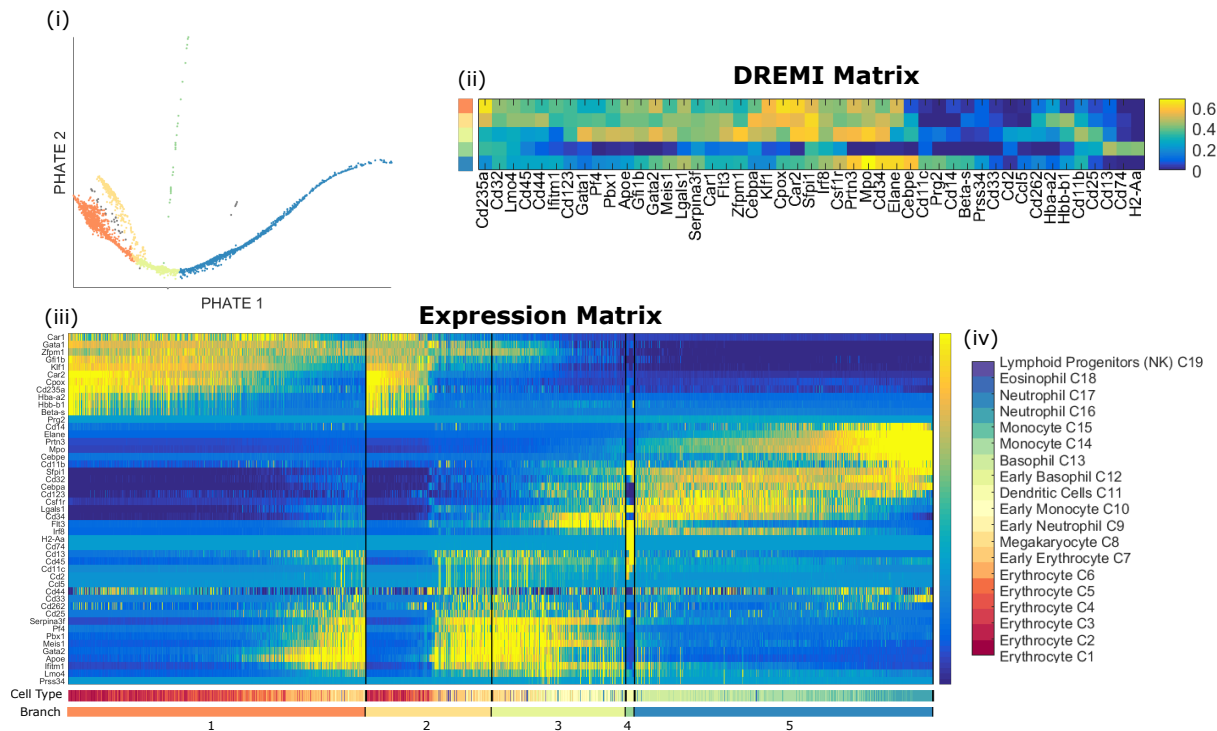 (i)
PHATE 2
PHATE 1
(ii)
DREMI Matrix
0.6
0.4
0.2
0
Cd235a
Cd32
Lmo4
Cd45
Cd44
Ifitm1
Cd123
Gata1
Pf4
Pbx1
Apoe
Gfi1b
Gata2
Meis1
Lgals1
Serpina3f
Car1
Flt3
Zfpm1
Cebpa
Klf1
Cpox
Car2
Sfpi1
Irf8
Csf1r
Prtn3
Mpo
Cd34
Elane
Cebpe
Cd11c
Prg2
Cd14
Beta-s
Prss34
Cd33
Cd2
Ccl5
Cd262
Hba-a2
Hbb-b1
Cd11b
Cd25
Cd13
Cd74
H2-Aa
(iii)
Expression Matrix
Car1
Gata1
Zfpm1
Gfi1b
Klf1
Car2
Cpox
Cd235a
Hba-a2
Hbb-b1
Beta-s
Prg2
Cd14
Elane
Prtn3
Mpo
Cebpe
Cd11b
Sfpi1
Cd32
Cebpa
Cd123
Csf1r
Lgals1
Cd34
Flt3
Irf8
H2-Aa
Cd74
Cd13
Cd45
Cd11c
Cd2
Ccl5
Cd44
Cd33
Cd262
Cd25
Serpina3f
Pf4
Pbx1
Meis1
Gata2
Apoe
Ifitm1
Lmo4
Prss34
Cell Type
Branch
1
2
3
4
5
(iv)
Lymphoid Progenitors (NK) C19
Eosinophil C18
Neutrophil C17
Neutrophil C16
Monocyte C15
Monocyte C14
Basophil C13
Early Basophil C12
Dendritic Cells C11
Early Monocyte C10
Early Neutrophil C9
Megakaryocyte C8
Early Erythrocyte C7
Erythrocyte C6
Erythrocyte C5
Erythrocyte C4
Erythrocyte C3
Erythrocyte C2
Erythrocyte C1